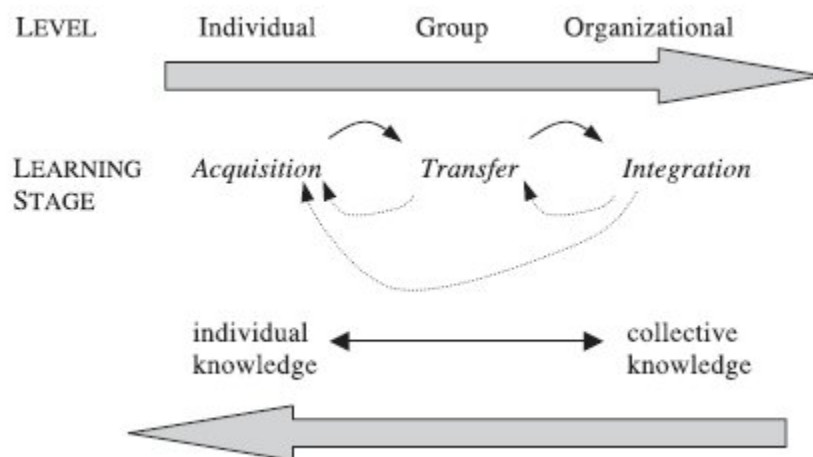 LEVEL Individual Group Organizational
LEARNING STAGE Acquisition Transfer Integration
individual knowledge collective knowledge